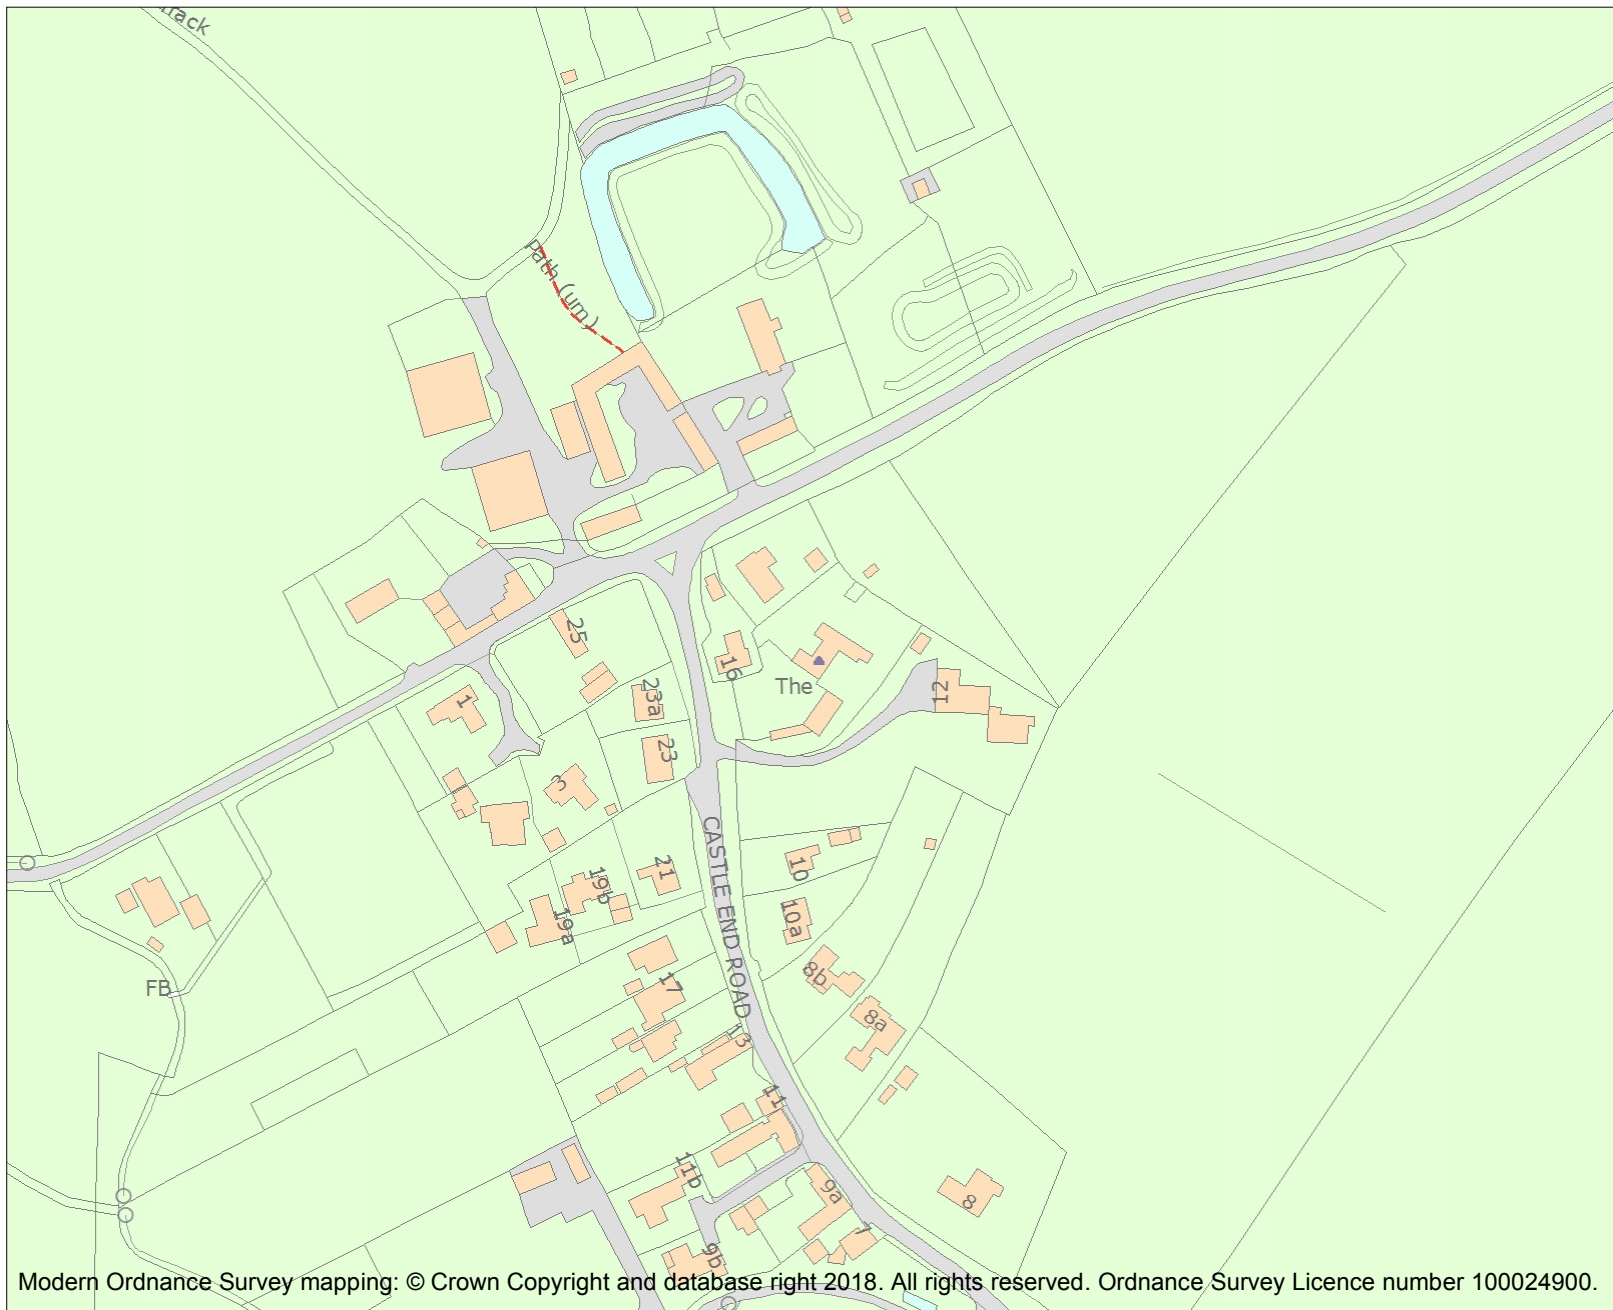 Track
Path (um)
25
16
The
12
23a
1
23
3
CASTLE END ROAD
10
21
19b
19a
10a
8b
FB
17
8a
13
11
11b
9a
8
7
9b
Modern Ordnance Survey mapping: © Crown Copyright and database right 2018. All rights reserved. Ordnance Survey Licence number 100024900.